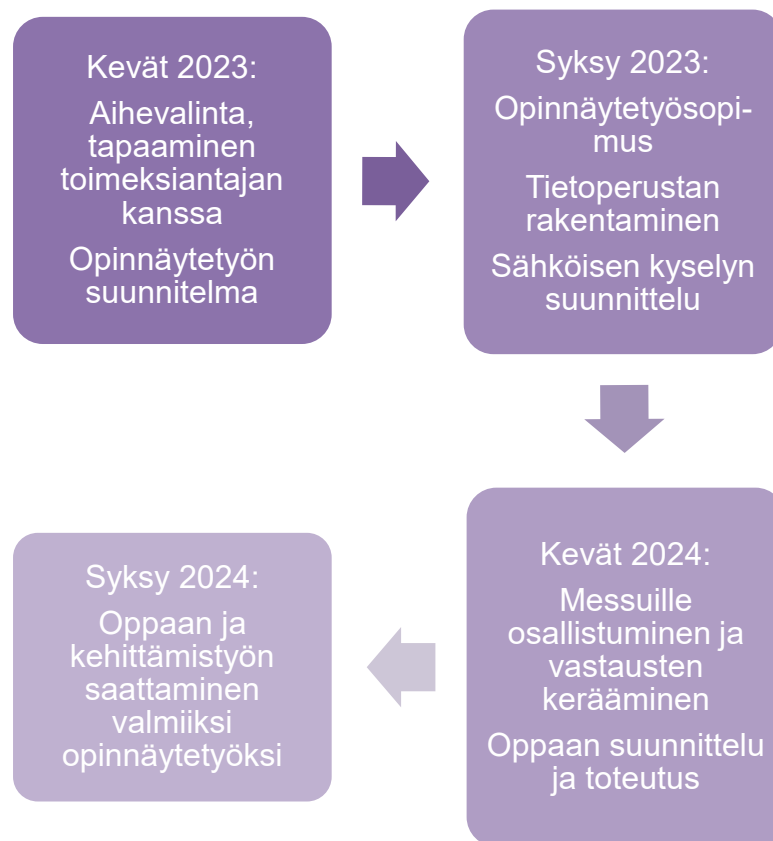 Kevät 2023:
Aihevalinta,
tapaaminen
toimeksiantajan
kanssa
Opinnäytetyön
suunnitelma
Syksy 2023:
Opinnäytetyösopi-
mus
Tietoperustan
rakentaminen
Sähköisen kyselyn
suunnittelu
Kevät 2024:
Messuille
osallistuminen ja
vastausten
kerääminen
Oppaan suunnittelu
ja toteutus
Syksy 2024:
Oppaan ja
kehittämistyön
saattaminen
valmiiksi
opinnäytetyöksi